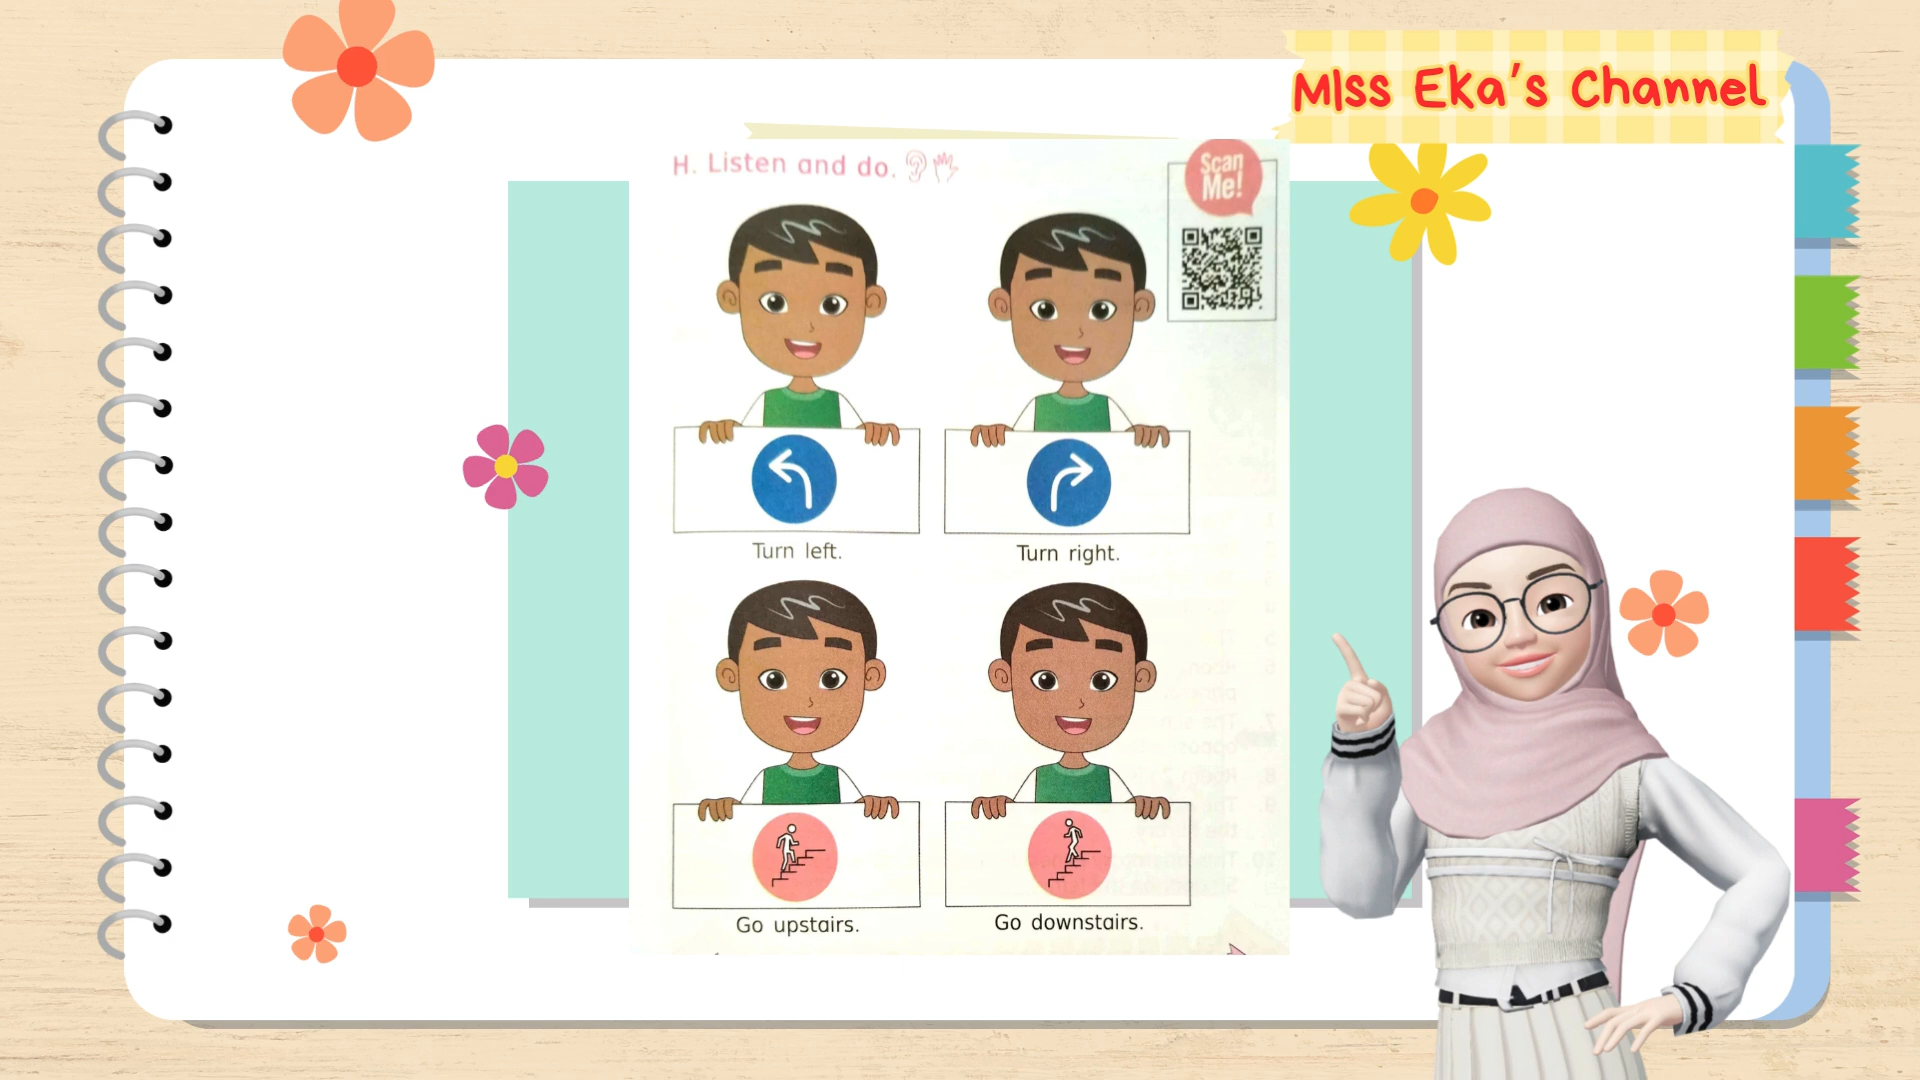 MIss Eka's Channel
H. Listen and do.
Scan
Me!
Turn left.
Turn right.
Go upstairs.
Go downstairs.